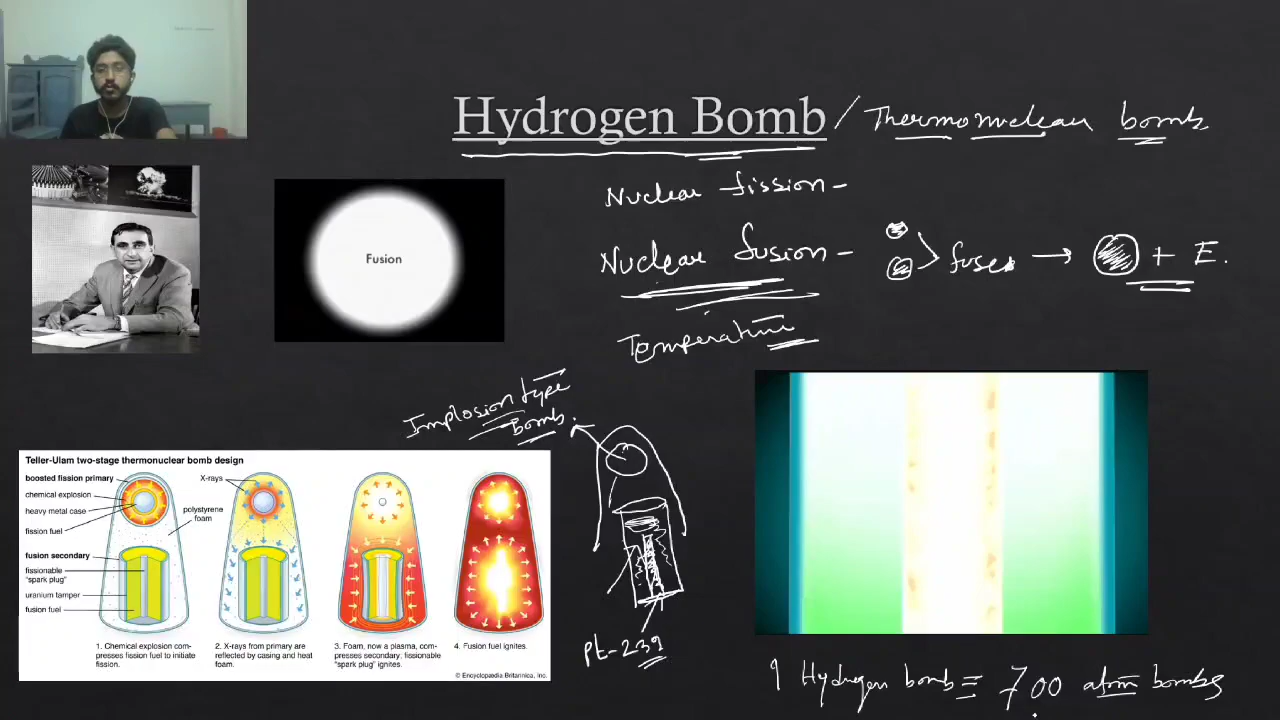 Hydrogen Bomb / Thermonuclear bomb
Nuclear fission -
Fusion
Nuclear fusion - fuses → + E.
Temperature
Implosion type
Bomb.
Teller-Ulam two-stage thermonuclear bomb design
boosted fission primary
chemical explosion
heavy metal case
fission fuel
fusion secondary
fissionable
"spark plug"
uranium tamper
fusion fuel
X-rays
polystyrene
foam
1. Chemical explosion com-
presses fission fuel to initiate
fission.
2. X-rays from primary are
reflected by casing and heat
foam.
3. Foam, now a plasma, com-
presses secondary, fissionable
"spark plug" ignites.
4. Fusion fuel ignites.
© Encyclopædia Britannica, Inc.
Pt-239
1 Hydrogen bomb = 700 atom bombs